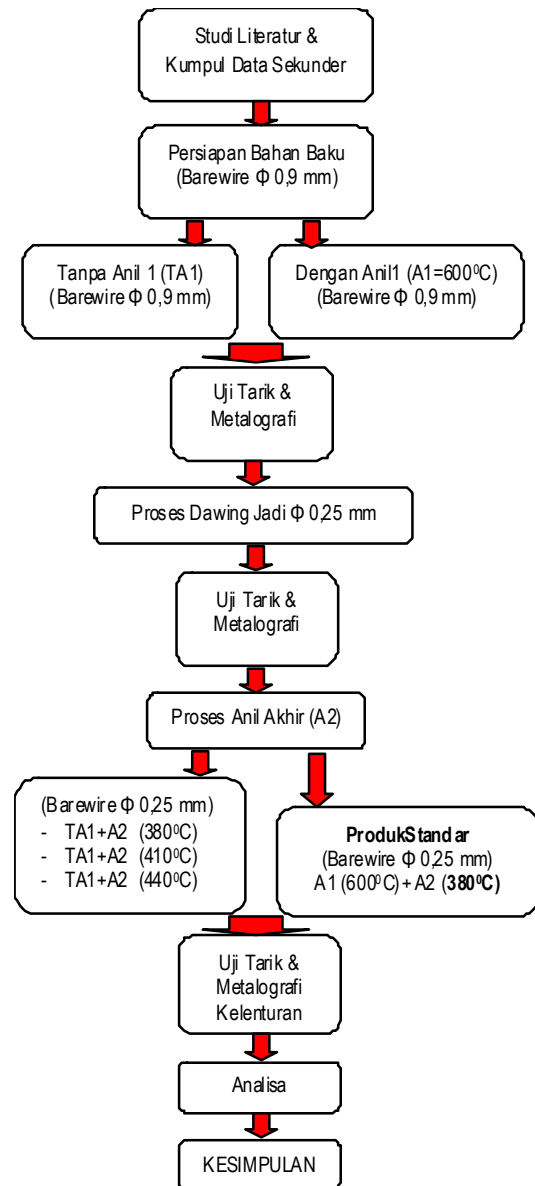 Studi Literatur &
Kumpul Data Sekunder
Persiapan Bahan Baku
(Barewire Φ 0,9 mm)
Tanpa Anil 1 (TA1)
(Barewire Φ 0,9 mm)
Dengan Anil1 (A1=600⁰C)
(Barewire Φ 0,9 mm)
Uji Tarik &
Metalografi
Proses Dawing Jadi Φ 0,25 mm
Uji Tarik &
Metalografi
Proses Anil Akhir (A2)
(Barewire Φ 0,25 mm)
- TA1+A2 (380⁰C)
- TA1+A2 (410⁰C)
- TA1+A2 (440⁰C)
ProdukStandar
(Barewire Φ 0,25 mm)
A1 (600⁰C)+ A2 (380⁰C)
Uji Tarik &
Metalografi
Kelenturan
Analisa
KESIMPULAN